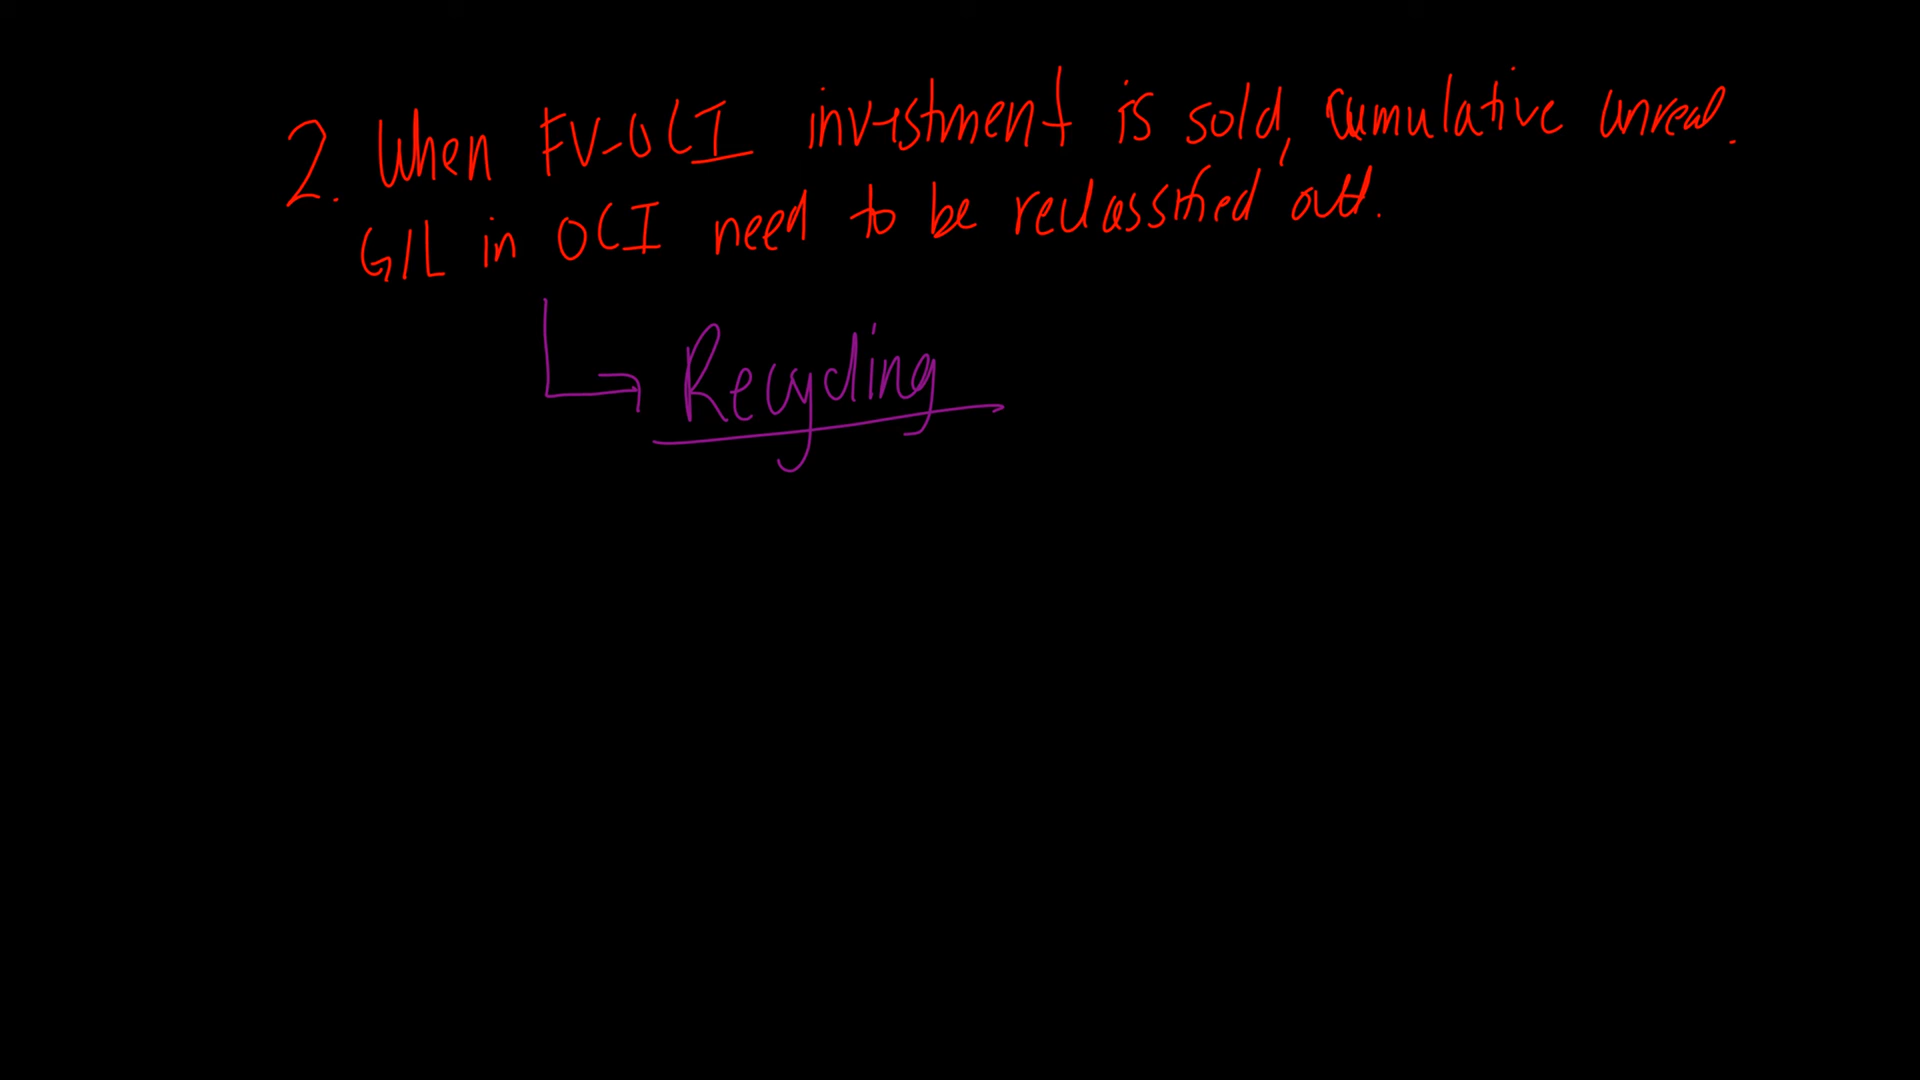 2. When FV-OCI investment is sold, cumulative unreal.
G/L in OCI need to be reclassified out.
Recycling